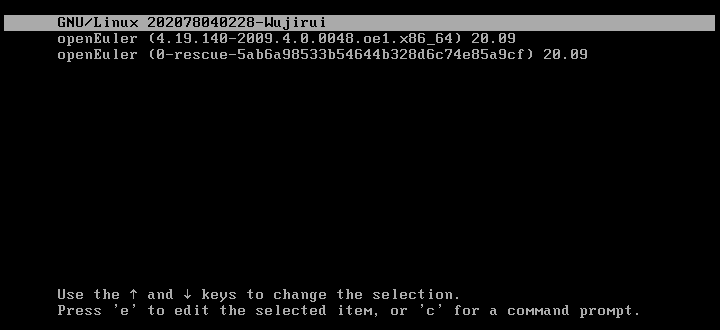 GNU/Linux 202078040228-Wujirui
openEuler (4.19.140-2009.4.0.0048.oe1.x86_64) 20.09
openEuler (0-rescue-5ab6a98533b54644b328d6c74e85a9cf) 20.09
Use the ↑ and ↓ keys to change the selection.
Press 'e' to edit the selected item, or 'c' for a command prompt.